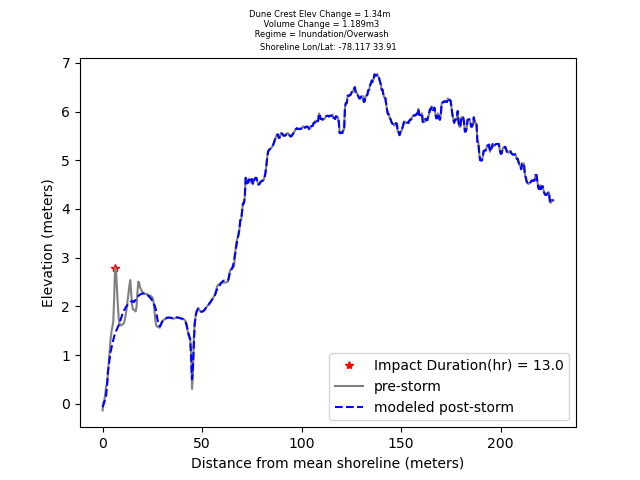 Dune Crest Elev Change = 1.34m
Volume Change = 1.189m3
Regime = Inundation/Overwash
Shoreline Lon/Lat: -78.117 33.91
7
6
5
4
3
2
1
0
Elevation (meters)
Impact Duration(hr) = 13.0
pre-storm
modeled post-storm
0 50 100 150 200
Distance from mean shoreline (meters)